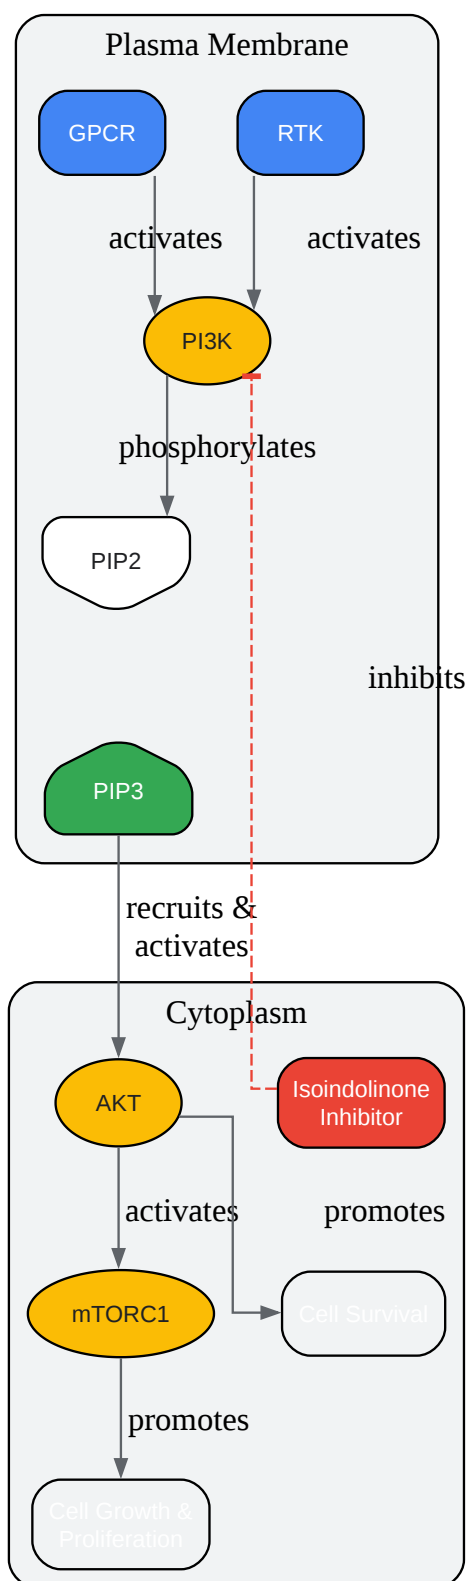 Plasma Membrane
GPCR
RTK
activates
activates
PI3K
phosphorylates
PIP2
inhibits
PIP3
recruits &
activates
Cytoplasm
AKT
Isoindolinone
Inhibitor
activates
promotes
mTORC1
Cell Survival
promotes
Cell Growth &
Proliferation